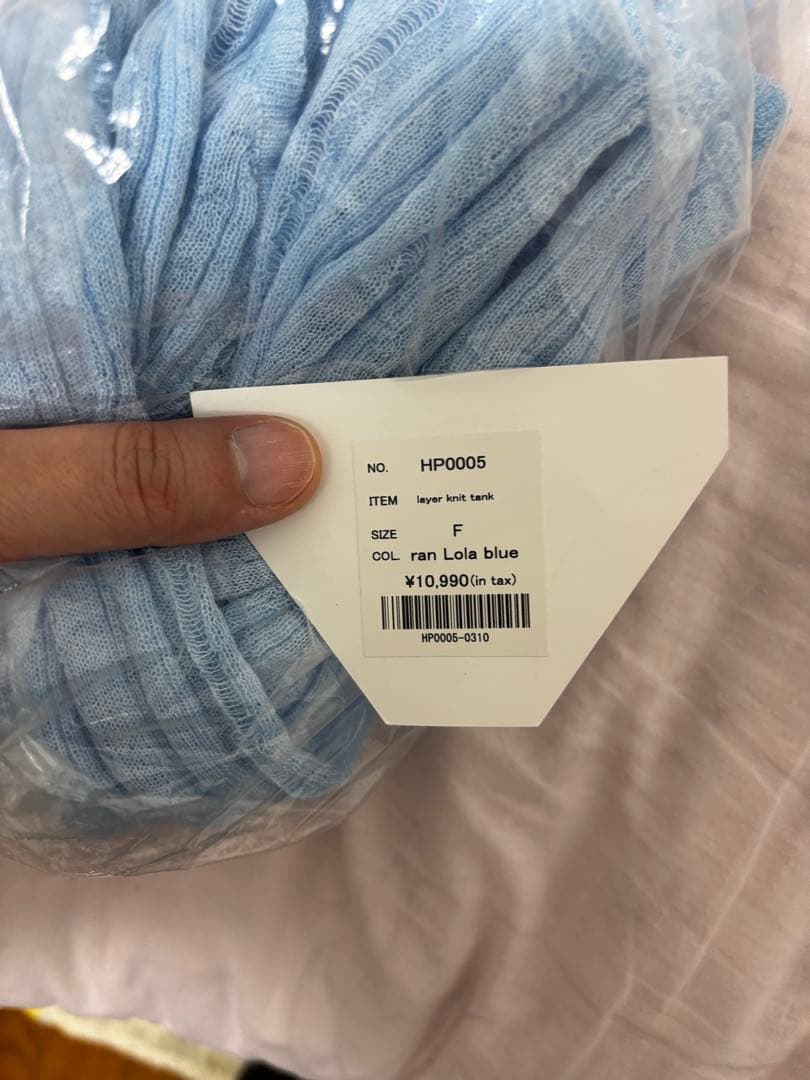 NO. HP0005
ITEM layer knit tank
SIZE F
COL. ran Lola blue
¥10,990(in tax)
HP0005-0310